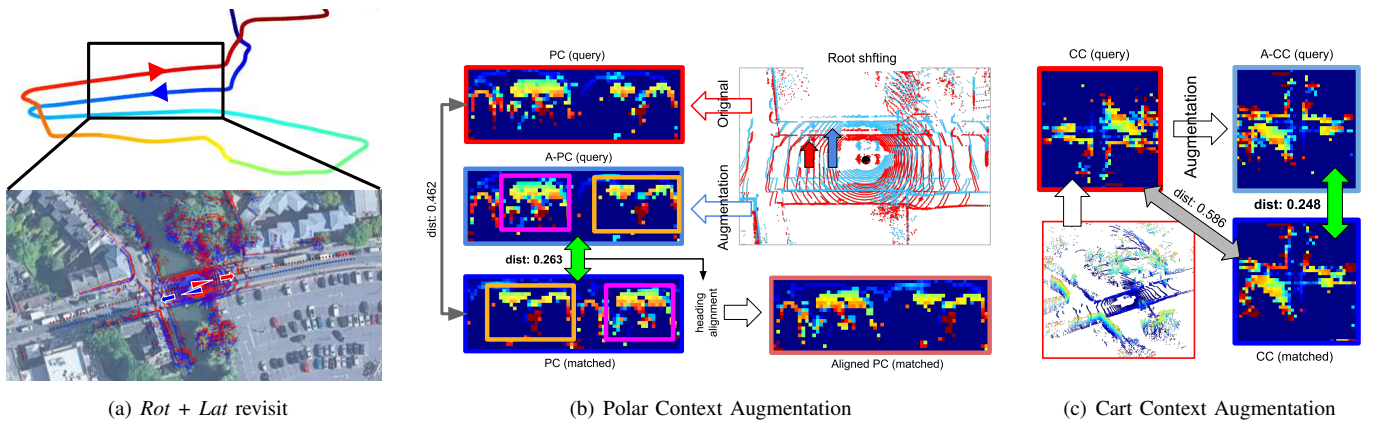 PC (query)
Root shfting
Original
A-PC (query)
Augmentation
dist: 0.462
dist: 0.263
heading
alignment
PC (matched)
Aligned PC (matched)
CC (query)
A-CC (query)
Augmentation
dist: 0.586
dist: 0.248
CC (matched)
(a) Rot + Lat revisit
(b) Polar Context Augmentation
(c) Cart Context Augmentation